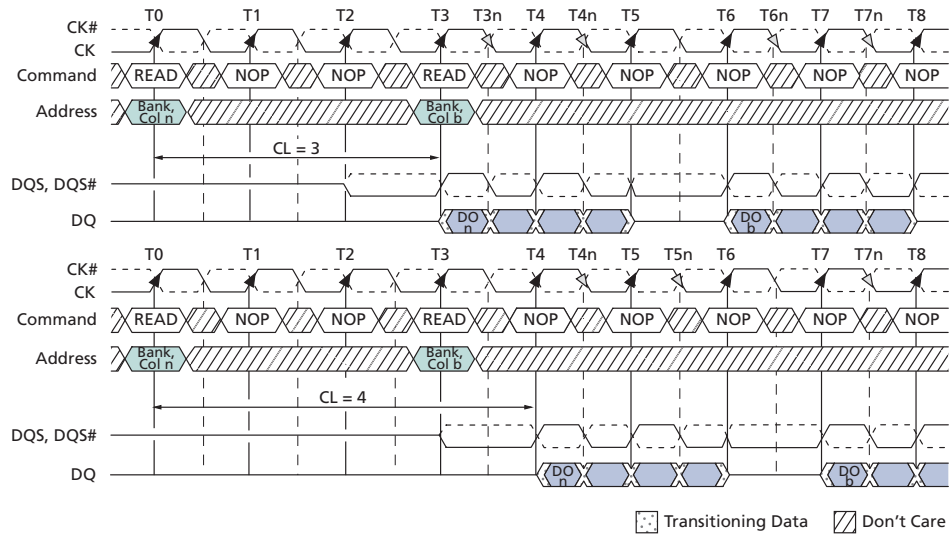 T0 T1 T2 T3 T3n T4 T4n T5 T6 T6n T7 T7n T8
CK#
CK
Command READ NOP NOP READ NOP NOP NOP NOP NOP
Address Bank, Col n Bank, Col b
CL = 3
DQS, DQS#
DQ DO n DO b
T0 T1 T2 T3 T4 T4n T5 T5n T6 T7 T7n T8
CK#
CK
Command READ NOP NOP READ NOP NOP NOP NOP NOP
Address Bank, Col n Bank, Col b
CL = 4
DQS, DQS#
DQ DO n DO b
Transitioning Data Don't Care